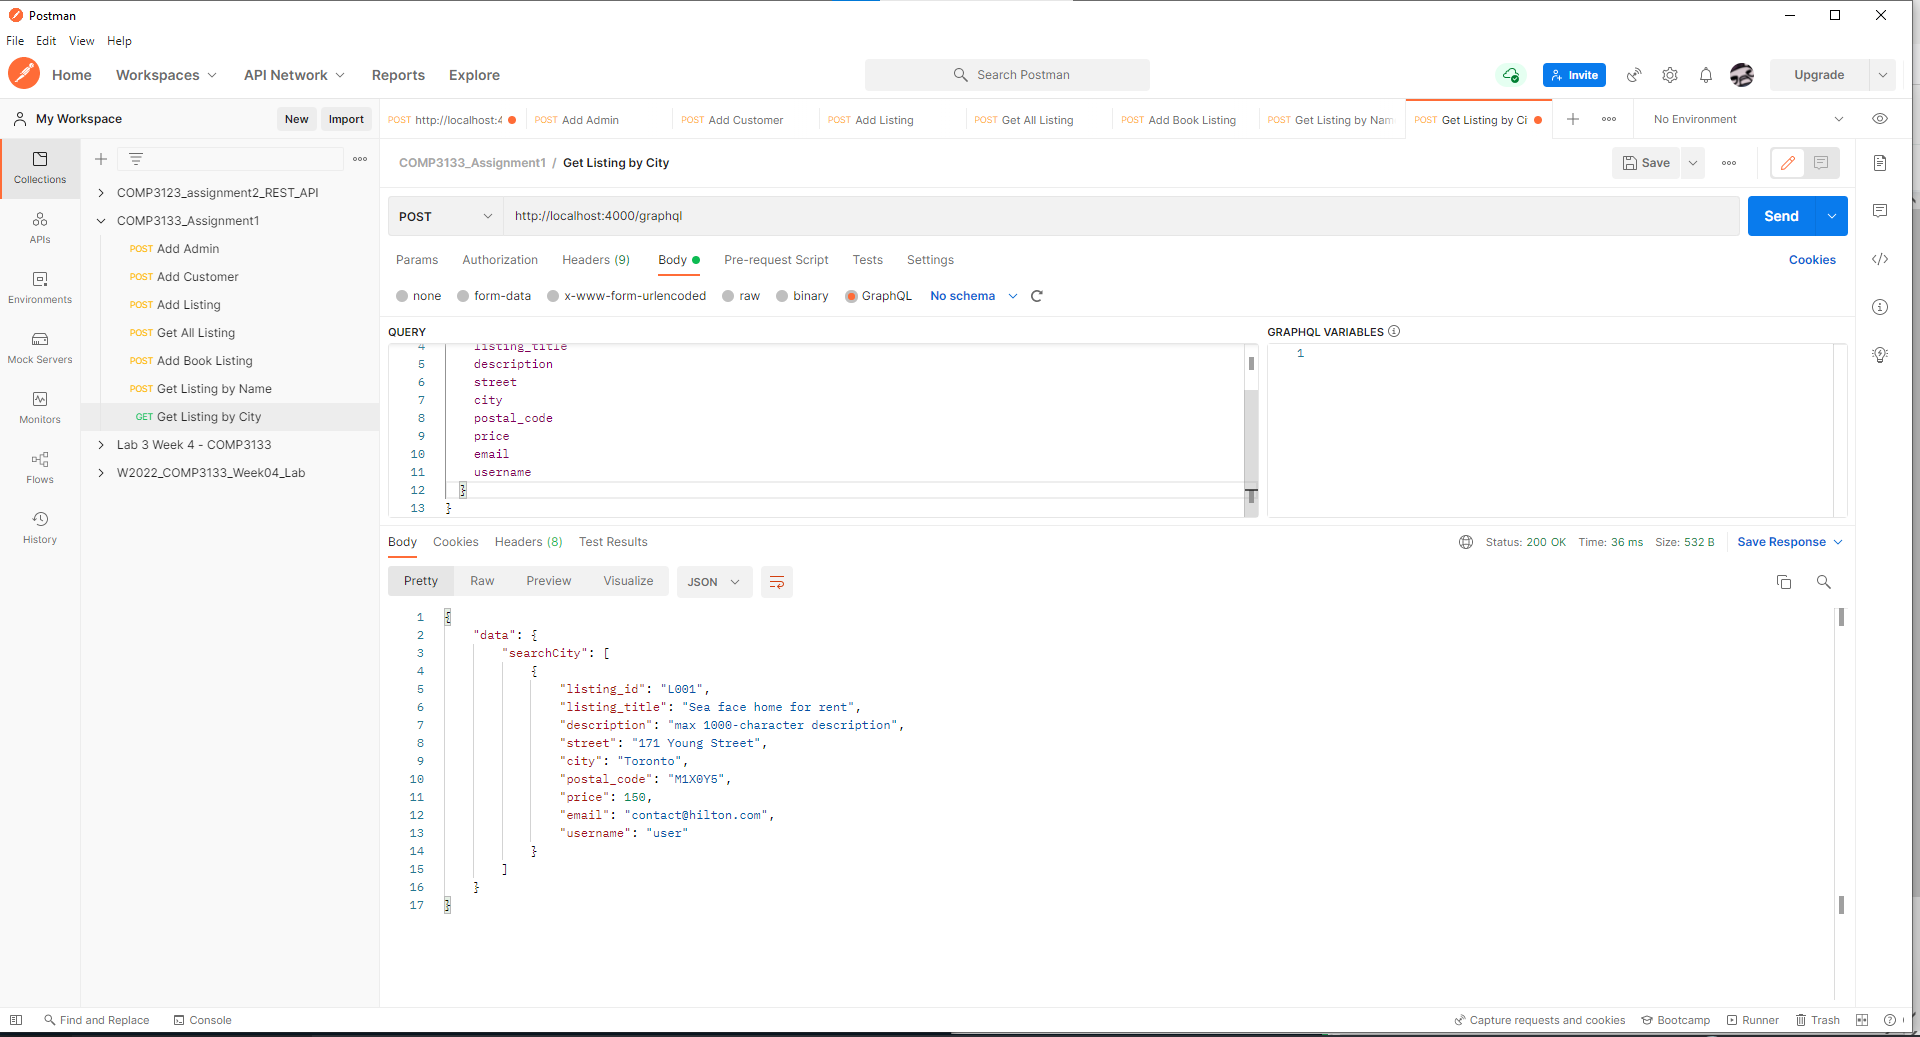 Postman
File Edit View Help
Home Workspaces API Network Reports Explore Search Postman Invite Upgrade
My Workspace New Import
POST http://localhost:4 POST Add Admin POST Add Customer POST Add Listing POST Get All Listing POST Add Book Listing POST Get Listing by Nam POST Get Listing by Ci No Environment
Collections
APIs
Environments
Mock Servers
Monitors
Flows
History
COMP3123_assignment2_REST_API
COMP3133_Assignment1
POST Add Admin
POST Add Customer
POST Add Listing
POST Get All Listing
POST Add Book Listing
POST Get Listing by Name
GET Get Listing by City
Lab 3 Week 4 - COMP3133
W2022_COMP3133_Week04_Lab
COMP3133_Assignment1 / Get Listing by City Save
POST http://localhost:4000/graphql Send
Params Authorization Headers (9) Body Pre-request Script Tests Settings Cookies
none form-data x-www-form-urlencoded raw binary GraphQL No schema
QUERY
4 listing_title
5 description
6 street
7 city
8 postal_code
9 price
10 email
11 username
12 }
13 }
GRAPHQL VARIABLES
1
Body Cookies Headers (8) Test Results Status: 200 OK Time: 36 ms Size: 532 B Save Response
Pretty Raw Preview Visualize JSON
1 {
2 "data": {
3 "searchCity": [
4 {
5 "listing_id": "L001",
6 "listing_title": "Sea face home for rent",
7 "description": "max 1000-character description",
8 "street": "171 Young Street",
9 "city": "Toronto",
10 "postal_code": "M1X0Y5",
11 "price": 150,
12 "email": "contact@hilton.com",
13 "username": "user"
14 }
15 ]
16 }
17 }
Find and Replace Console Capture requests and cookies Bootcamp Runner Trash